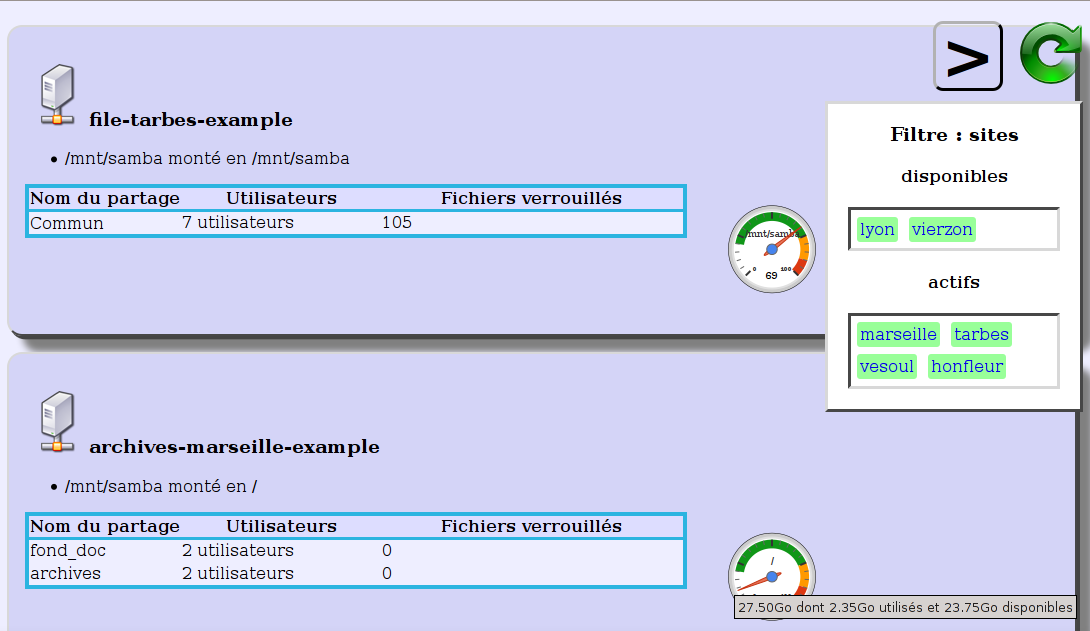 >
file-tarbes-example
/mnt/samba monté en /mnt/samba
Nom du partage Utilisateurs Fichiers verrouillés
Commun 7 utilisateurs 105
/mnt/samba
0 100
69
Filtre : sites
disponibles
lyon vierzon
actifs
marseille tarbes
vesoul honfleur
archives-marseille-example
/mnt/samba monté en /
Nom du partage Utilisateurs Fichiers verrouillés
fond_doc 2 utilisateurs 0
archives 2 utilisateurs 0
/
27.50Go dont 2.35Go utilisés et 23.75Go disponibles